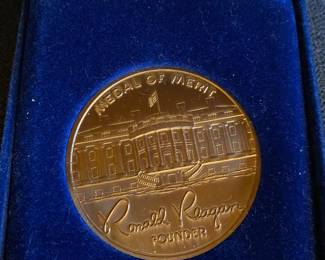 MEDAL OF MERIT
Ronald Reagan
FOUNDER